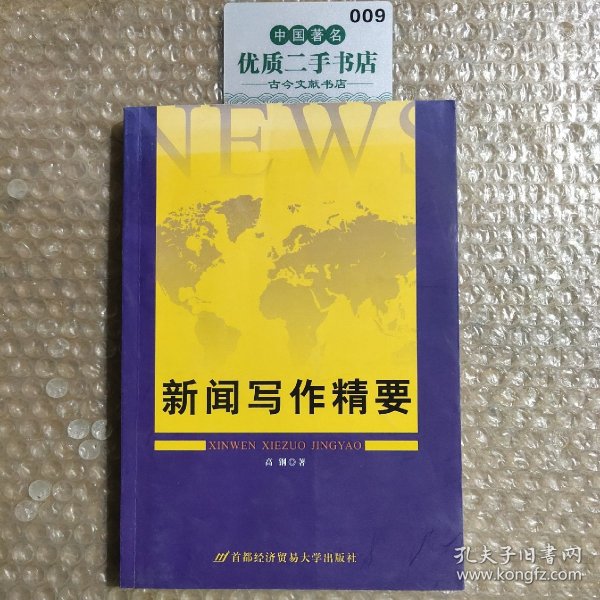 009
中国著名
优质二手书店
古今文献书店
NEWS
新闻写作精要
XINWEN XIEZUO JINGYAO
高 钢◎著
首都经济贸易大学出版社
孔夫子旧书网
www.kongfz.com